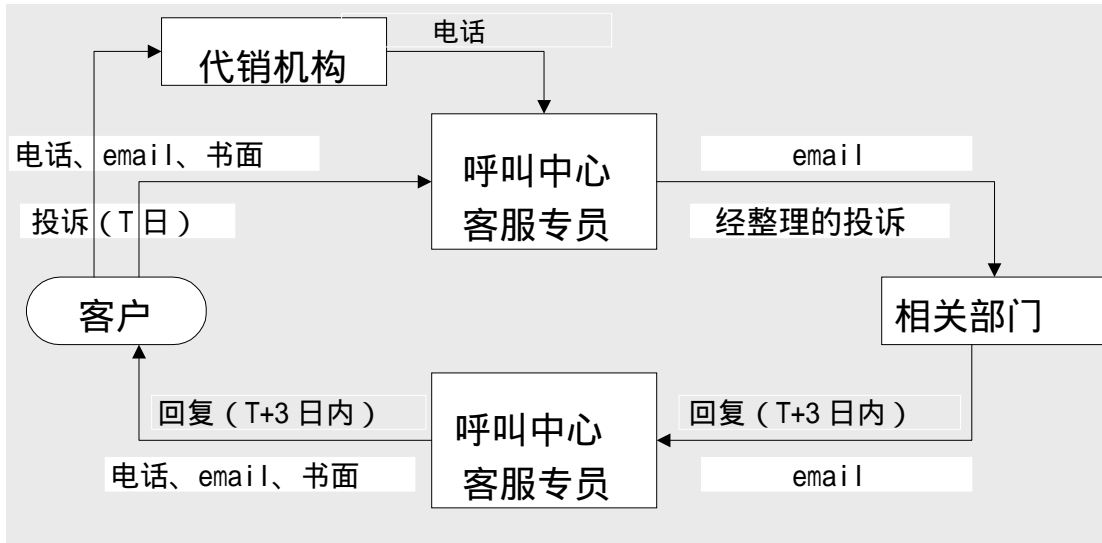 电话
代销机构
电话、email、书面
呼叫中心
客服专员
email
投诉（T日）
经整理的投诉
客户
相关部门
回复（T+3 日内）
呼叫中心
客服专员
回复（T+3 日内）
电话、email、书面
email